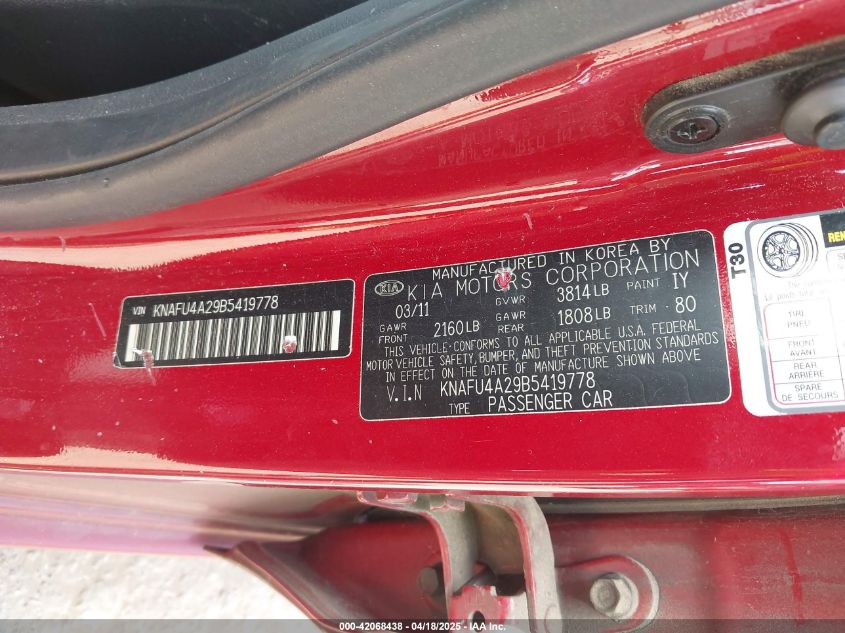 VIN KNAFU4A29B5419778
MANUFACTURED IN KOREA BY
KIA KIA MOTORS CORPORATION
03/11 GVWR 3814LB PAINT IY
GAWR FRONT 2160LB GAWR REAR 1808LB TRIM 80
THIS VEHICLE CONFORMS TO ALL APPLICABLE U.S.A. FEDERAL
MOTOR VEHICLE SAFETY, BUMPER, AND THEFT PREVENTION STANDARDS
IN EFFECT ON THE DATE OF MANUFACTURE SHOWN ABOVE
V.I.N KNAFU4A29B5419778
TYPE PASSENGER CAR
T30
TIRE
PNEU
FRONT
AVANT
REAR
ARRIÈRE
SPARE
DE SECOURS
000-42068438 - 04/18/2025 - IAA Inc.